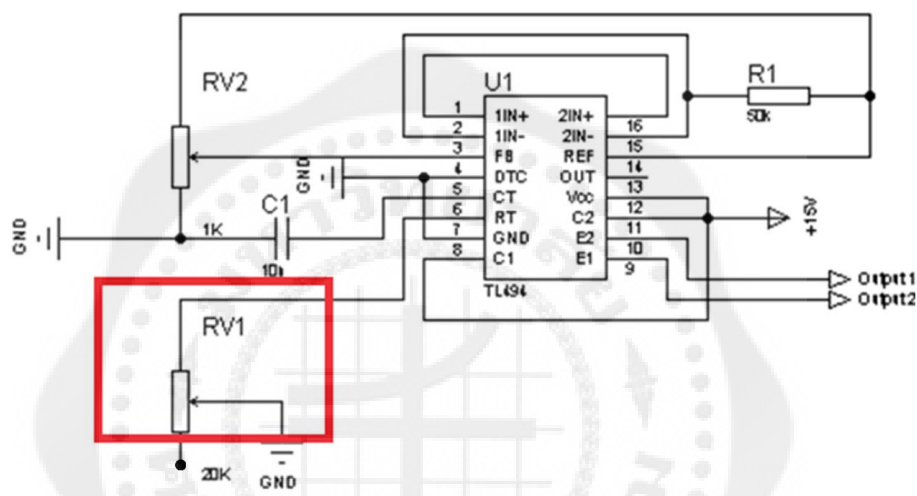 RV2
U1
R1
50k
1
1IN+
2IN+
16
2
1IN-
2IN-
15
3
FB
REF
14
4
DTC
OUT
13
5
CT
Vcc
12
6
RT
C2
11
7
GND
E2
10
8
C1
E1
9
TL494
GND
GND
1K
C1
10n
+15V
Output1
Output2
RV1
20K
GND